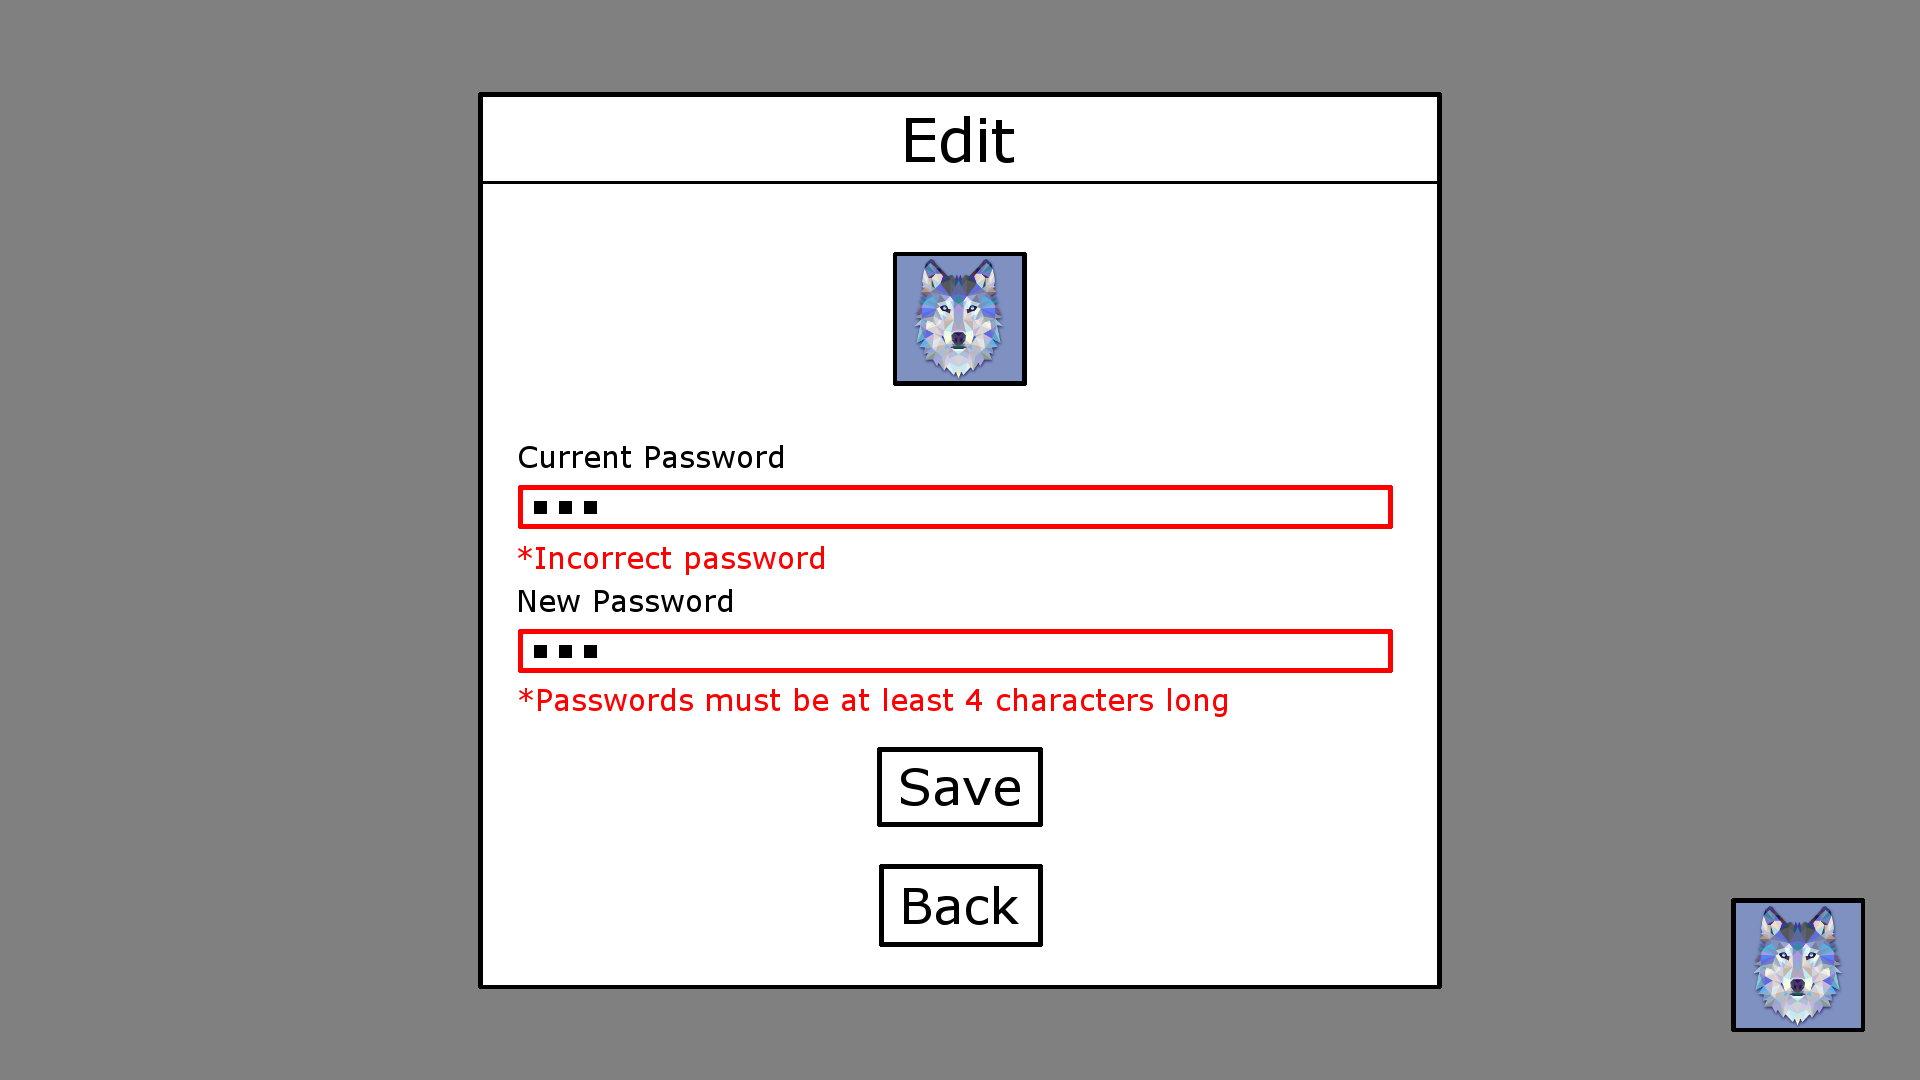 Edit
Current Password
*Incorrect password
New Password
*Passwords must be at least 4 characters long
Save
Back